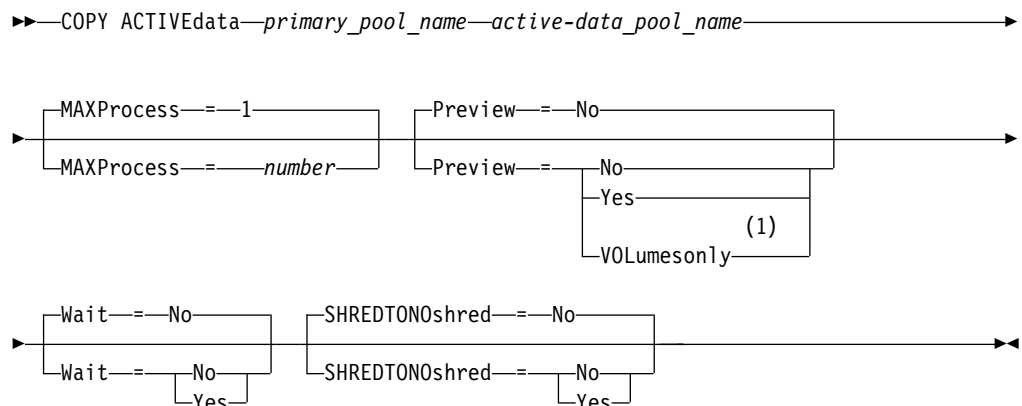 COPY ACTIVEdata primary_pool_name active-data_pool_name
MAXProcess = 1 Preview = No
MAXProcess = number Preview = No
Yes
(1)
VOLumesonly
Wait = No SHREDTONOshred = No
Wait = No SHREDTONOshred = No
Yes Yes